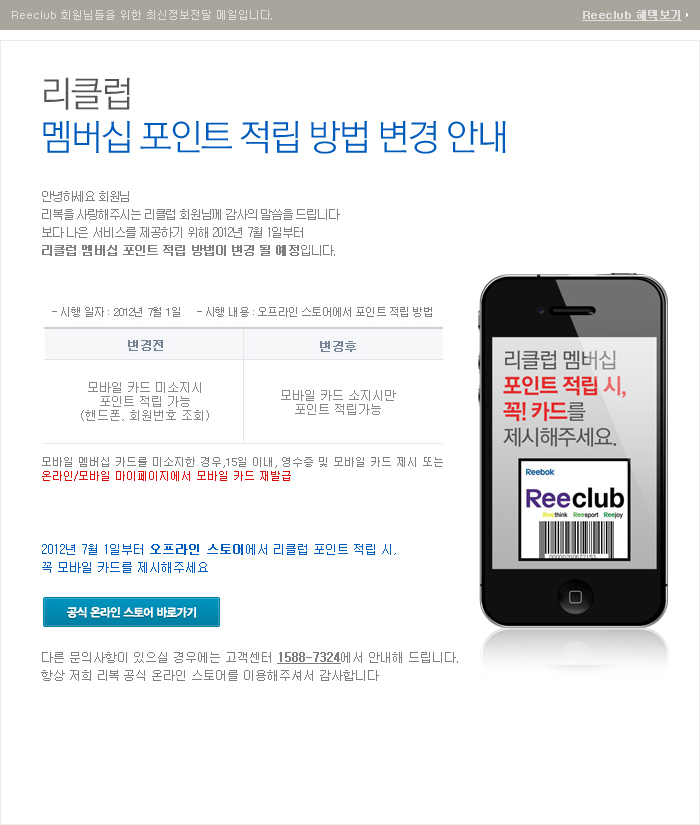 Reeclub 회원님들을 위한 최신정보전달 메일입니다.
Reeclub 혜택보기
리클럽
멤버십 포인트 적립 방법 변경 안내
안녕하세요 회원님
리복을 사랑해주시는 리클럽 회원님께 감사의 말씀을 드립니다
보다 나은 서비스를 제공하기 위해 2012년 7월 1일부터
리클럽 멤버십 포인트 적립 방법이 변경 될 예정입니다.
- 시행 일자 : 2012년 7월 1일 - 시행 내용 : 오프라인 스토어에서 포인트 적립 방법
변경전 변경후
모바일 카드 미소지시
포인트 적립 가능
(핸드폰, 회원번호 조회)
모바일 카드 소지시만
포인트 적립가능
모바일 멤버십 카드를 미소지한 경우,15일 이내, 영수증 및 모바일 카드 제시 또는
온라인/모바일 마이페이지에서 모바일 카드 재발급
2012년 7월 1일부터 오프라인 스토어에서 리클럽 포인트 적립 시,
꼭 모바일 카드를 제시해주세요
공식 온라인 스토어 바로가기
다른 문의사항이 있으실 경우에는 고객센터 1588-7324에서 안내해 드립니다.
항상 저희 리복 공식 온라인 스토어를 이용해주셔서 감사합니다
리클럽 멤버십
포인트 적립 시,
꼭! 카드를
제시해주세요.
Reebok
Reeclub
Reethink Reesport Reejoy